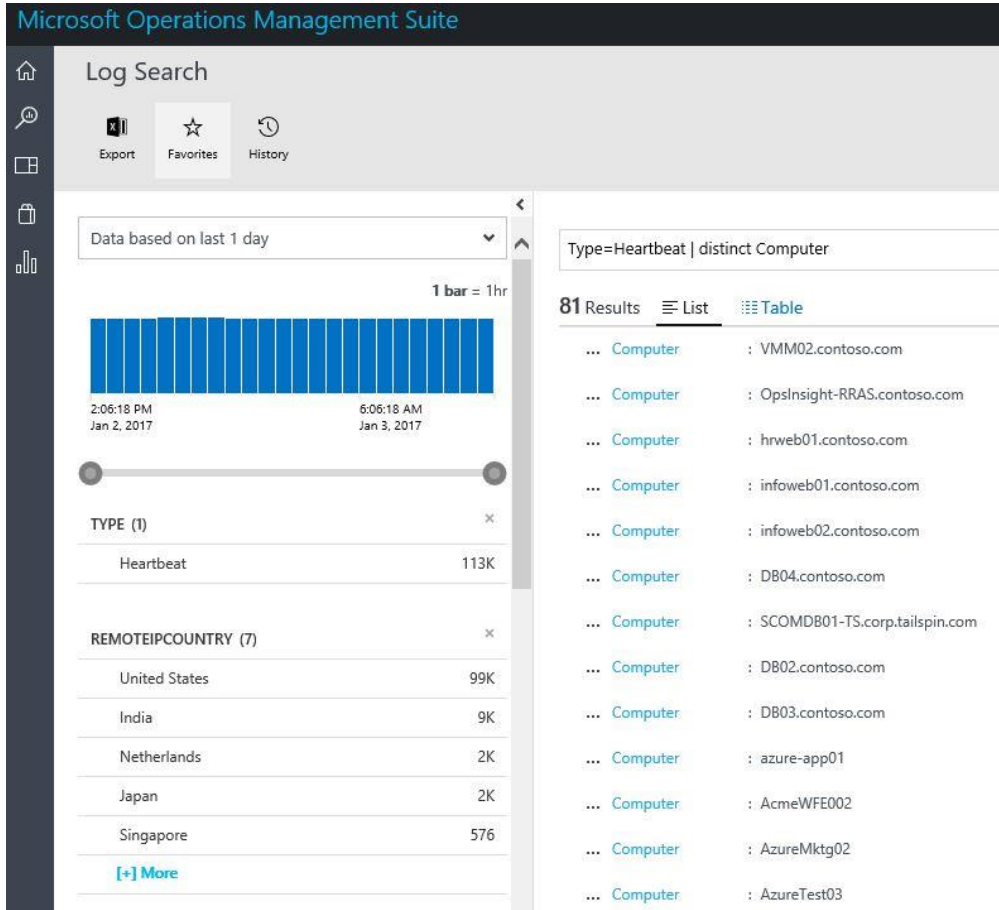 Microsoft Operations Management Suite
Log Search
Export Favorites History
Data based on last 1 day
1 bar = 1hr
2:06:18 PM 6:06:18 AM
Jan 2, 2017 Jan 3, 2017
TYPE (1)
Heartbeat 113K
REMOTEIPCOUNTRY (7)
United States 99K
India 9K
Netherlands 2K
Japan 2K
Singapore 576
[+] More
Type=Heartbeat | distinct Computer
81 Results List Table
... Computer : VMM02.contoso.com
... Computer : OpsInsight-RRAS.contoso.com
... Computer : hrweb01.contoso.com
... Computer : infoweb01.contoso.com
... Computer : infoweb02.contoso.com
... Computer : DB04.contoso.com
... Computer : SCOMDB01-TS.corp.tailspin.com
... Computer : DB02.contoso.com
... Computer : DB03.contoso.com
... Computer : azure-app01
... Computer : AcmeWFE002
... Computer : AzureMktg02
... Computer : AzureTest03